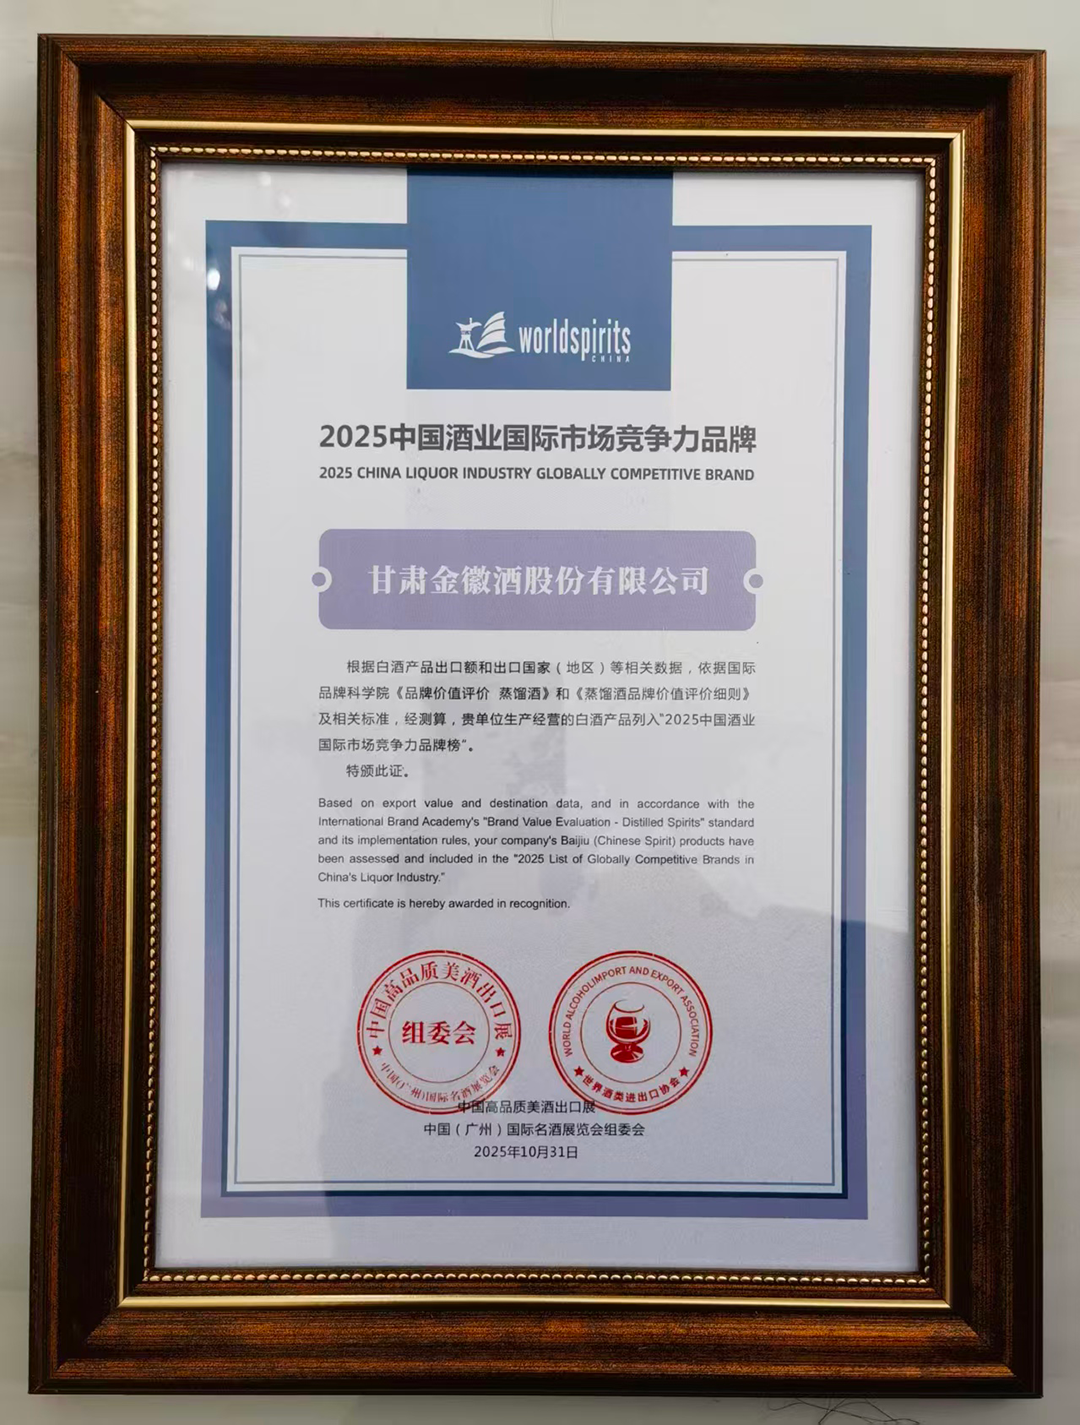 worldspirits
CHINA
2025中国酒业国际市场竞争力品牌
2025 CHINA LIQUOR INDUSTRY GLOBALLY COMPETITIVE BRAND
甘肃金徽酒股份有限公司
根据白酒产品出口额和出口国家（地区）等相关数据，依据国际
品牌科学院《品牌价值评价 蒸馏酒》和《蒸馏酒品牌价值评价细则》
及相关标准，经测算，贵单位生产经营的白酒产品列入“2025中国酒业
国际市场竞争力品牌榜”。
特颁此证。
Based on export value and destination data, and in accordance with the
International Brand Academy's "Brand Value Evaluation - Distilled Spirits" standard
and its implementation rules, your company's Baijiu (Chinese Spirit) products have
been assessed and included in the "2025 List of Globally Competitive Brands in
China's Liquor Industry."
This certificate is hereby awarded in recognition.
中国高品质美酒出口展
组委会
中国(广州)国际名酒展览会
WORLD ALCOHOLIMPORT AND EXPORT ASSOCIATION
世界酒类进出口协会
中国高品质美酒出口展
中国（广州）国际名酒展览会组委会
2025年10月31日